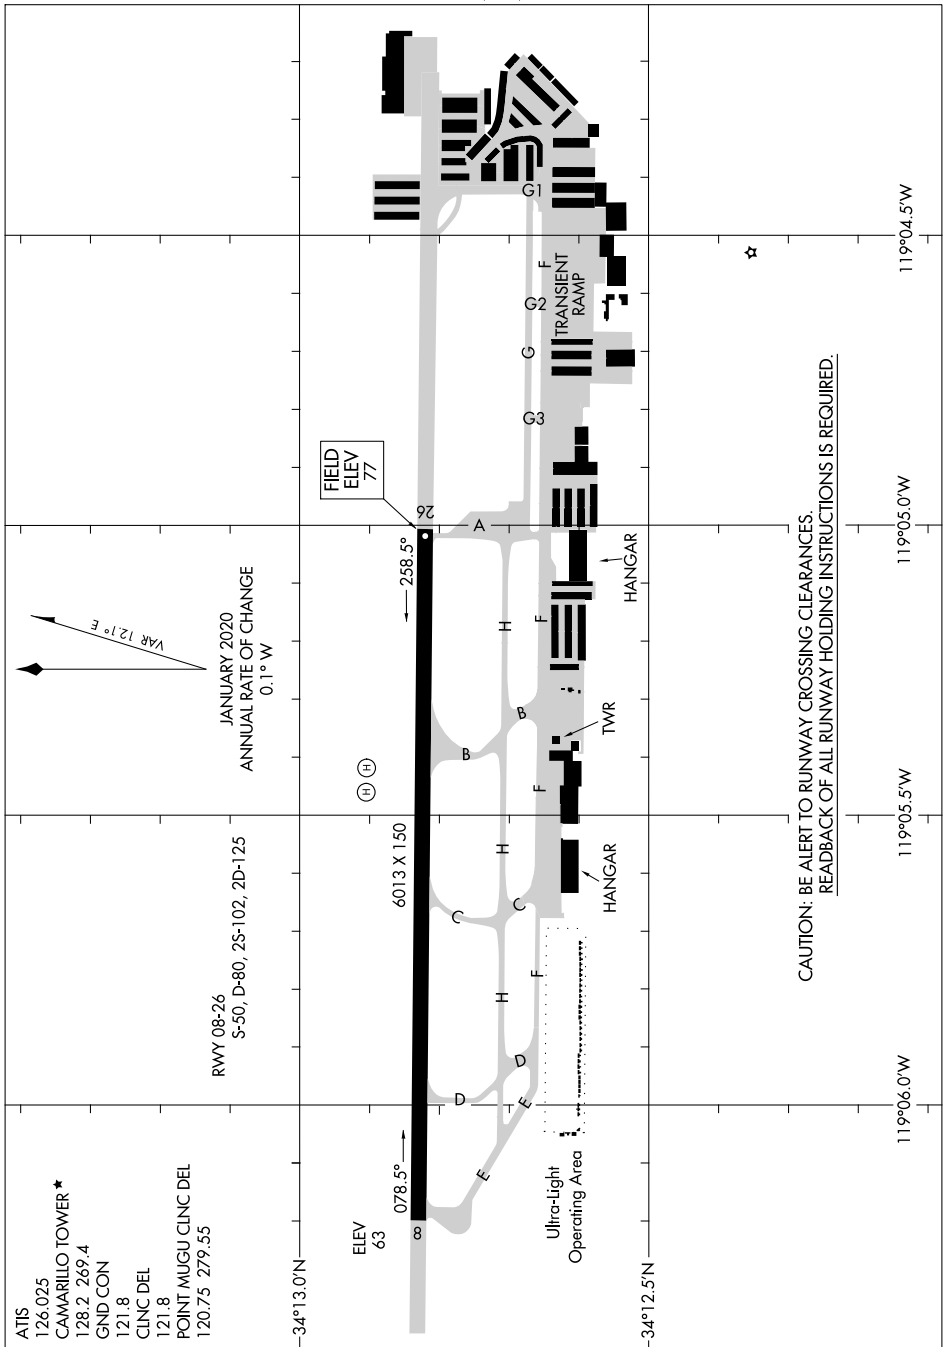 ATIS
126.025
CAMARILLO TOWER ★
128.2 269.4
GND CON
121.8
CLNC DEL
121.8
POINT MUGU CLNC DEL
120.75 279.55
RWY 08-26
S-50, D-80, 2S-102, 2D-125
JANUARY 2020
ANNUAL RATE OF CHANGE
0.1° W
VAR 12.1° E
34°13.0'N
34°12.5'N
ELEV
63
078.5°
8
6013 X 150
H
H
258.5°
26
FIELD
ELEV
77
E
E
D
D
H
F
C
C
H
F
B
B
H
F
A
G3
G
G2
F
G1
TRANSIENT
RAMP
Ultra-Light
Operating Area
HANGAR
TWR
HANGAR
CAUTION: BE ALERT TO RUNWAY CROSSING CLEARANCES.
READBACK OF ALL RUNWAY HOLDING INSTRUCTIONS IS REQUIRED.
119°06.0'W
119°05.5'W
119°05.0'W
119°04.5'W